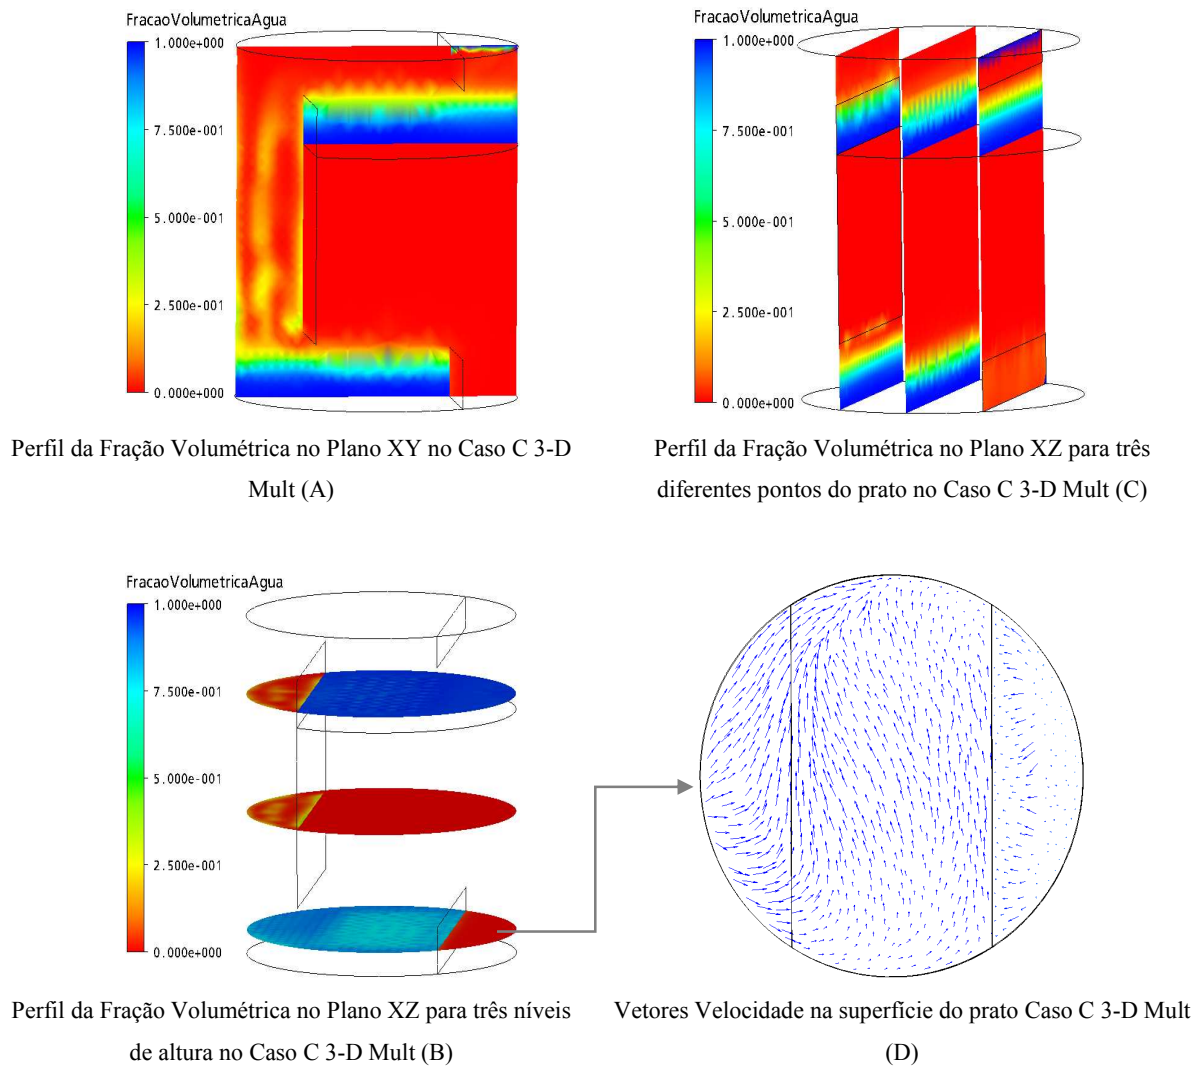 FracaoVolumetricaAgua
1.000e+000
7.500e-001
5.000e-001
2.500e-001
0.000e+000
FracaoVolumetricaAgua
1.000e+000
7.500e-001
5.000e-001
2.500e-001
0.000e+000
Perfil da Fração Volumétrica no Plano XY no Caso C 3-D
Mult (A)
Perfil da Fração Volumétrica no Plano XZ para três
diferentes pontos do prato no Caso C 3-D Mult (C)
FracaoVolumetricaAgua
1.000e+000
7.500e-001
5.000e-001
2.500e-001
0.000e+000
Perfil da Fração Volumétrica no Plano XZ para três níveis
de altura no Caso C 3-D Mult (B)
Vetores Velocidade na superfície do prato Caso C 3-D Mult
(D)